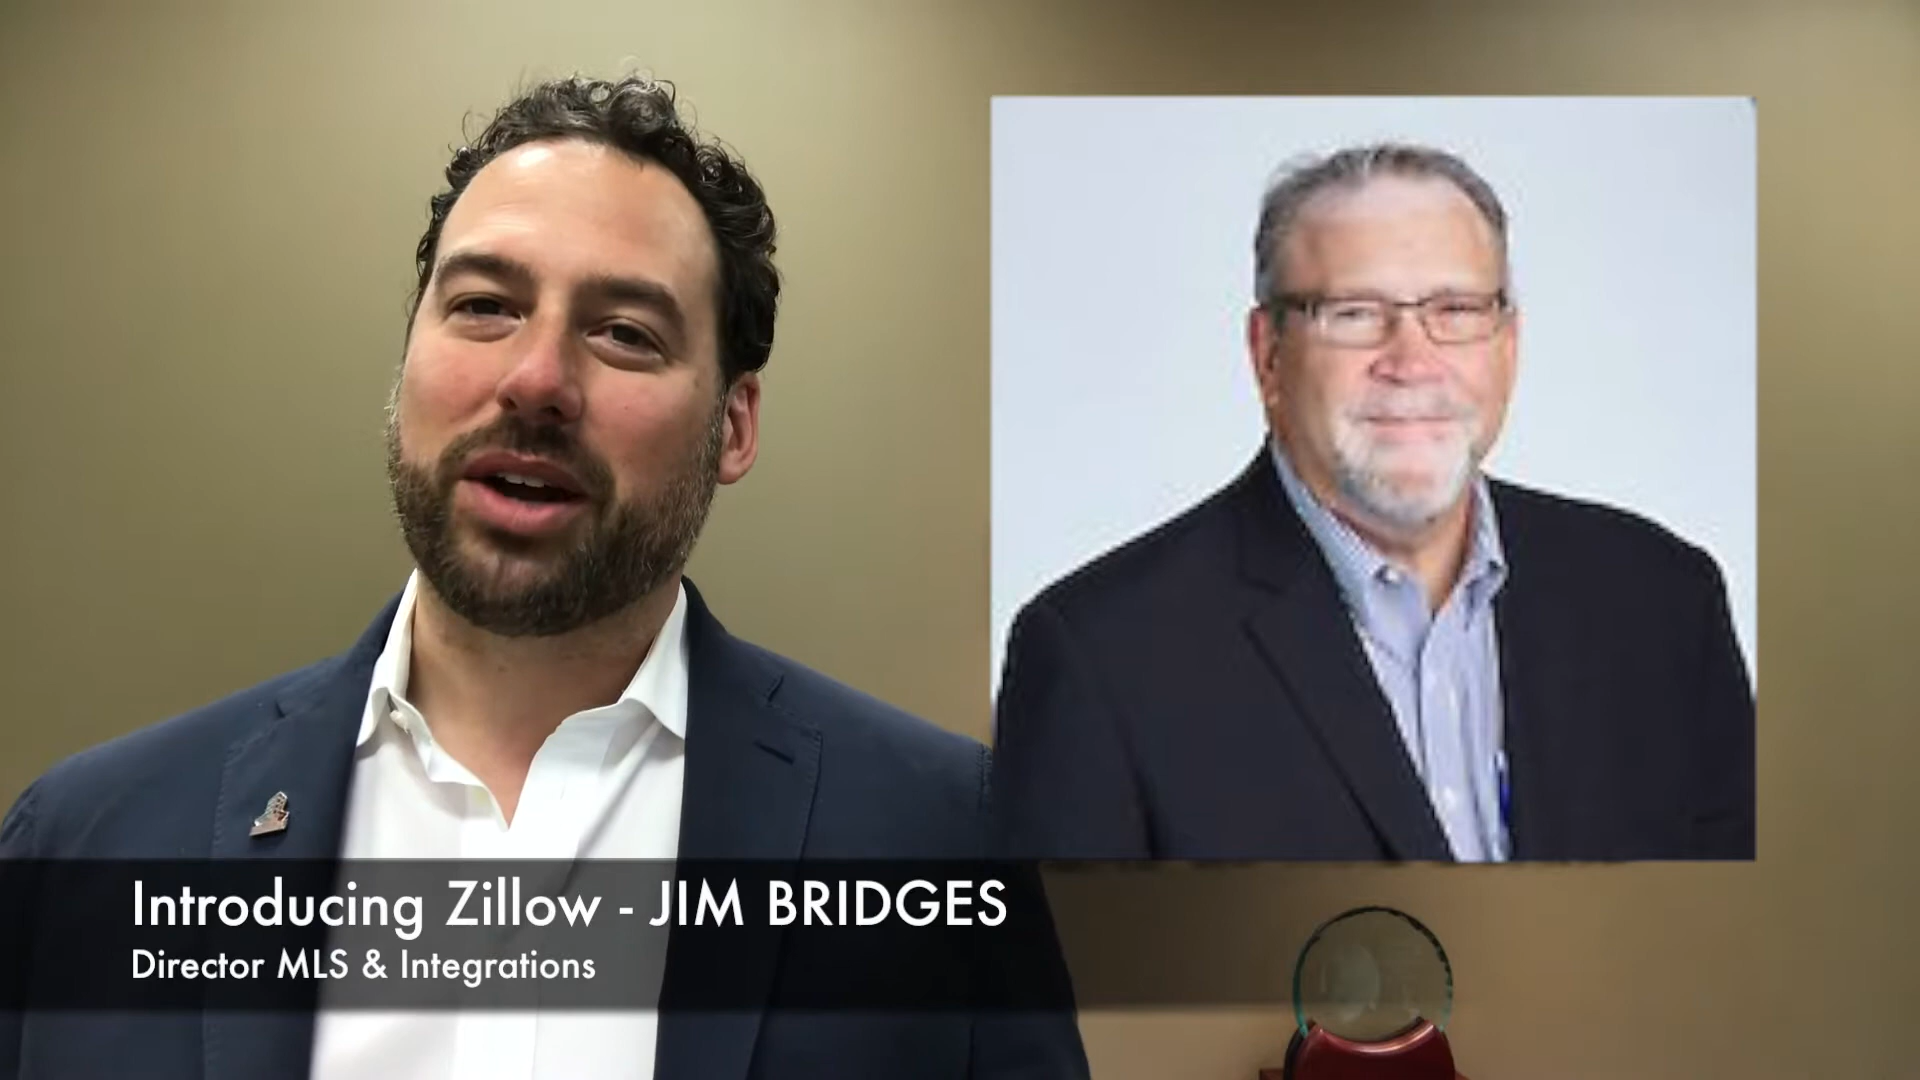 Introducing Zillow - JIM BRIDGES
Director MLS & Integrations